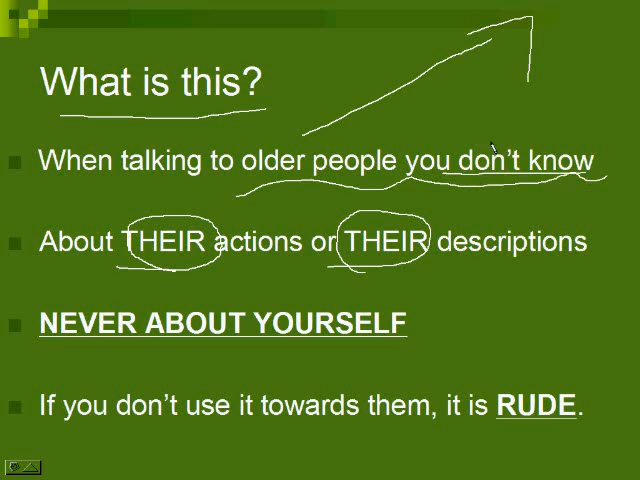 What is this?
When talking to older people you don't know
About THEIR actions or THEIR descriptions
NEVER ABOUT YOURSELF
If you don't use it towards them, it is RUDE.